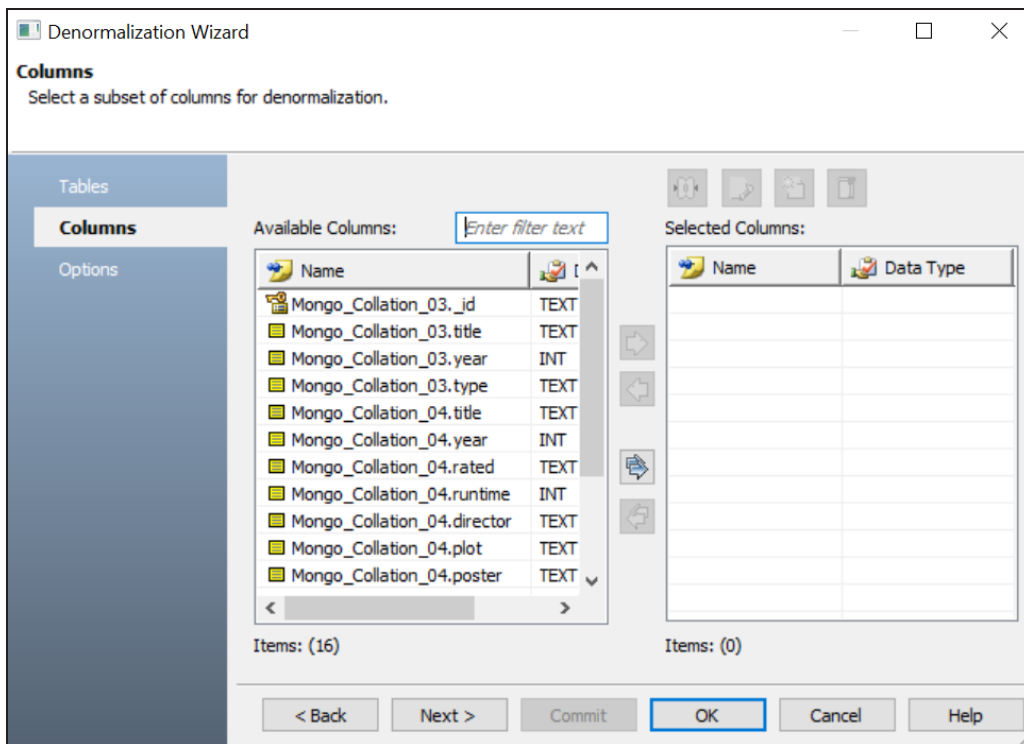 Denormalization Wizard
Columns
Select a subset of columns for denormalization.
Tables
Columns
Options
Available Columns:
Enter filter text
Name
Mongo_Collation_03._id TEXT
Mongo_Collation_03.title TEXT
Mongo_Collation_03.year INT
Mongo_Collation_03.type TEXT
Mongo_Collation_04.title TEXT
Mongo_Collation_04.year INT
Mongo_Collation_04.rated TEXT
Mongo_Collation_04.runtime INT
Mongo_Collation_04.director TEXT
Mongo_Collation_04.plot TEXT
Mongo_Collation_04.poster TEXT
Items: (16)
Selected Columns:
Name Data Type
Items: (0)
< Back Next > Commit OK Cancel Help